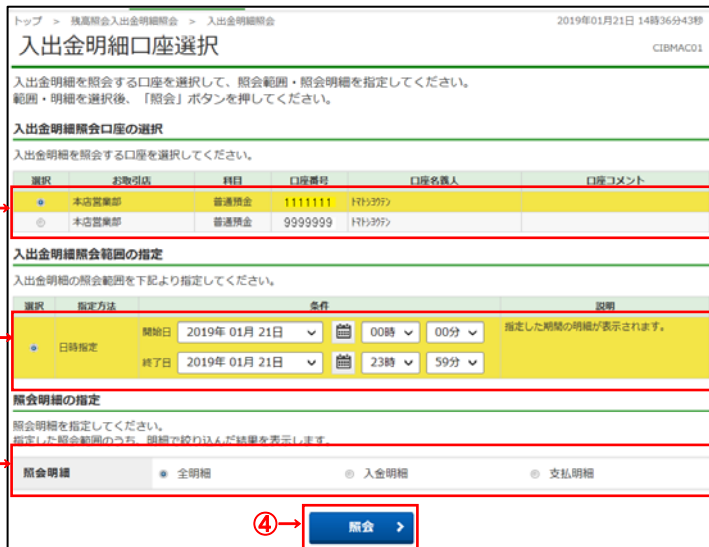 トップ > 残高照会入出金明細照会 > 入出金明細照会 2019年01月21日 14時36分43秒
入出金明細口座選択 CIBMAC01
入出金明細を照会する口座を選択して、照会範囲・照会明細を指定してください。
範囲・明細を選択後、「照会」ボタンを押してください。
入出金明細照会口座の選択
入出金明細を照会する口座を選択してください。
選択 お取引店 科目 口座番号 口座名義人 口座コメント
本店営業部 普通預金 1111111 ﾄﾏﾄｼﾖｳﾃﾝ
本店営業部 普通預金 9999999 ﾄﾏﾄｼﾖｳﾃﾝ
入出金明細照会範囲の指定
入出金明細の照会範囲を下記より指定してください。
選択 指定方法 条件 説明
日時指定 開始日 2019年 01月 21日 00時 00分 指定した期間の明細が表示されます。
終了日 2019年 01月 21日 23時 59分
照会明細の指定
照会明細を指定してください。
指定した照会範囲のうち、明細で絞り込んだ結果を表示します。
照会明細 全明細 入金明細 支払明細
④→ 照会 >